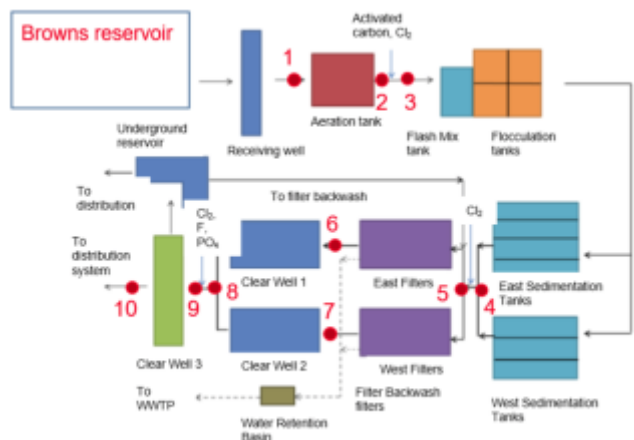 Browns reservoir
Activated
carbon, Cl2
1
2
3
Aeration tank
Receiving well
Flash Mix
tank
Flocculation
tanks
Underground
reservoir
To
distribution
To filter backwash
Cl2,
F,
PO4
Cl2
To
distribution
system
6
10
9
8
Clear Well 1
East Filters
5
4
East Sedimentation
Tanks
7
Clear Well 3
Clear Well 2
West Filters
To
WWTP
Filter Backwash
filters
West Sedimentation
Tanks
Water Retention
Basin